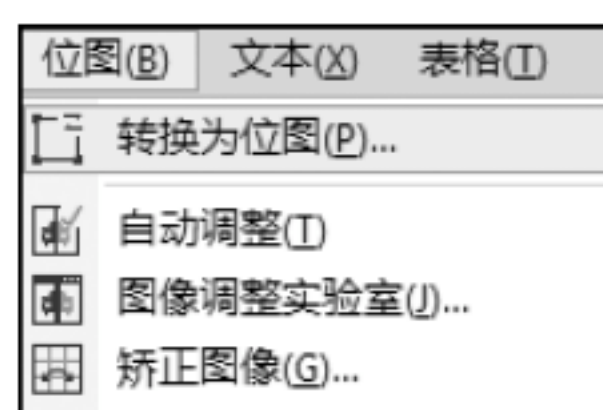 位图(B) 文本(X) 表格(T)
转换为位图(P)...
自动调整(T)
图像调整实验室(J)...
矫正图像(G)...